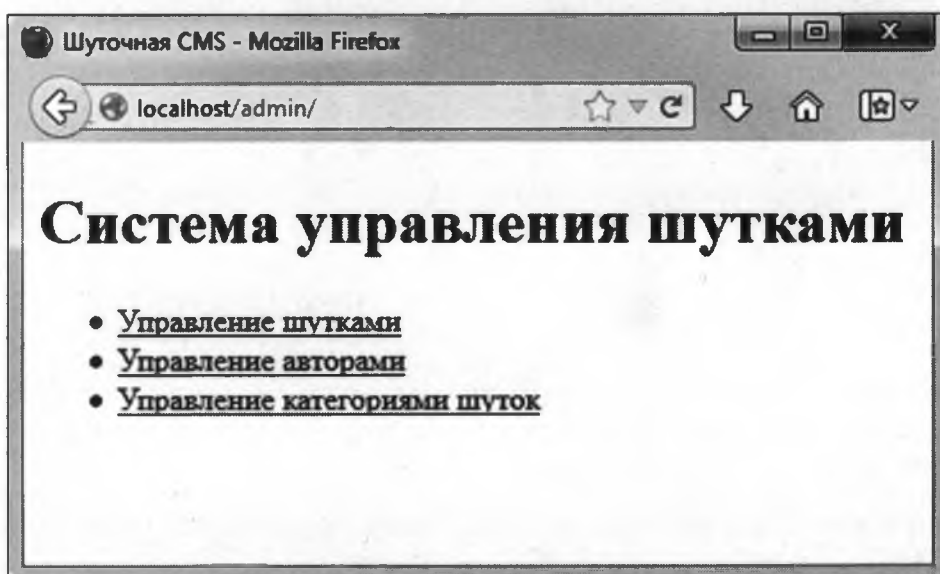 Шуточная CMS - Mozilla Firefox
localhost/admin/
Система управления шутками
• Управление шутками
• Управление авторами
• Управление категориями шуток